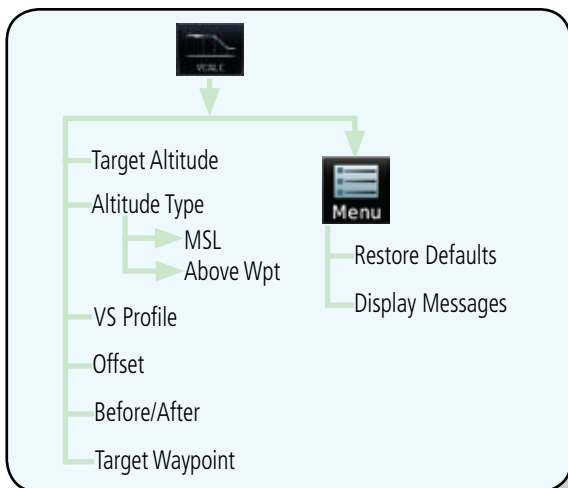 VCALC
Target Altitude
Altitude Type
MSL
Above Wpt
VS Profile
Offset
Before/After
Target Waypoint
Menu
Restore Defaults
Display Messages